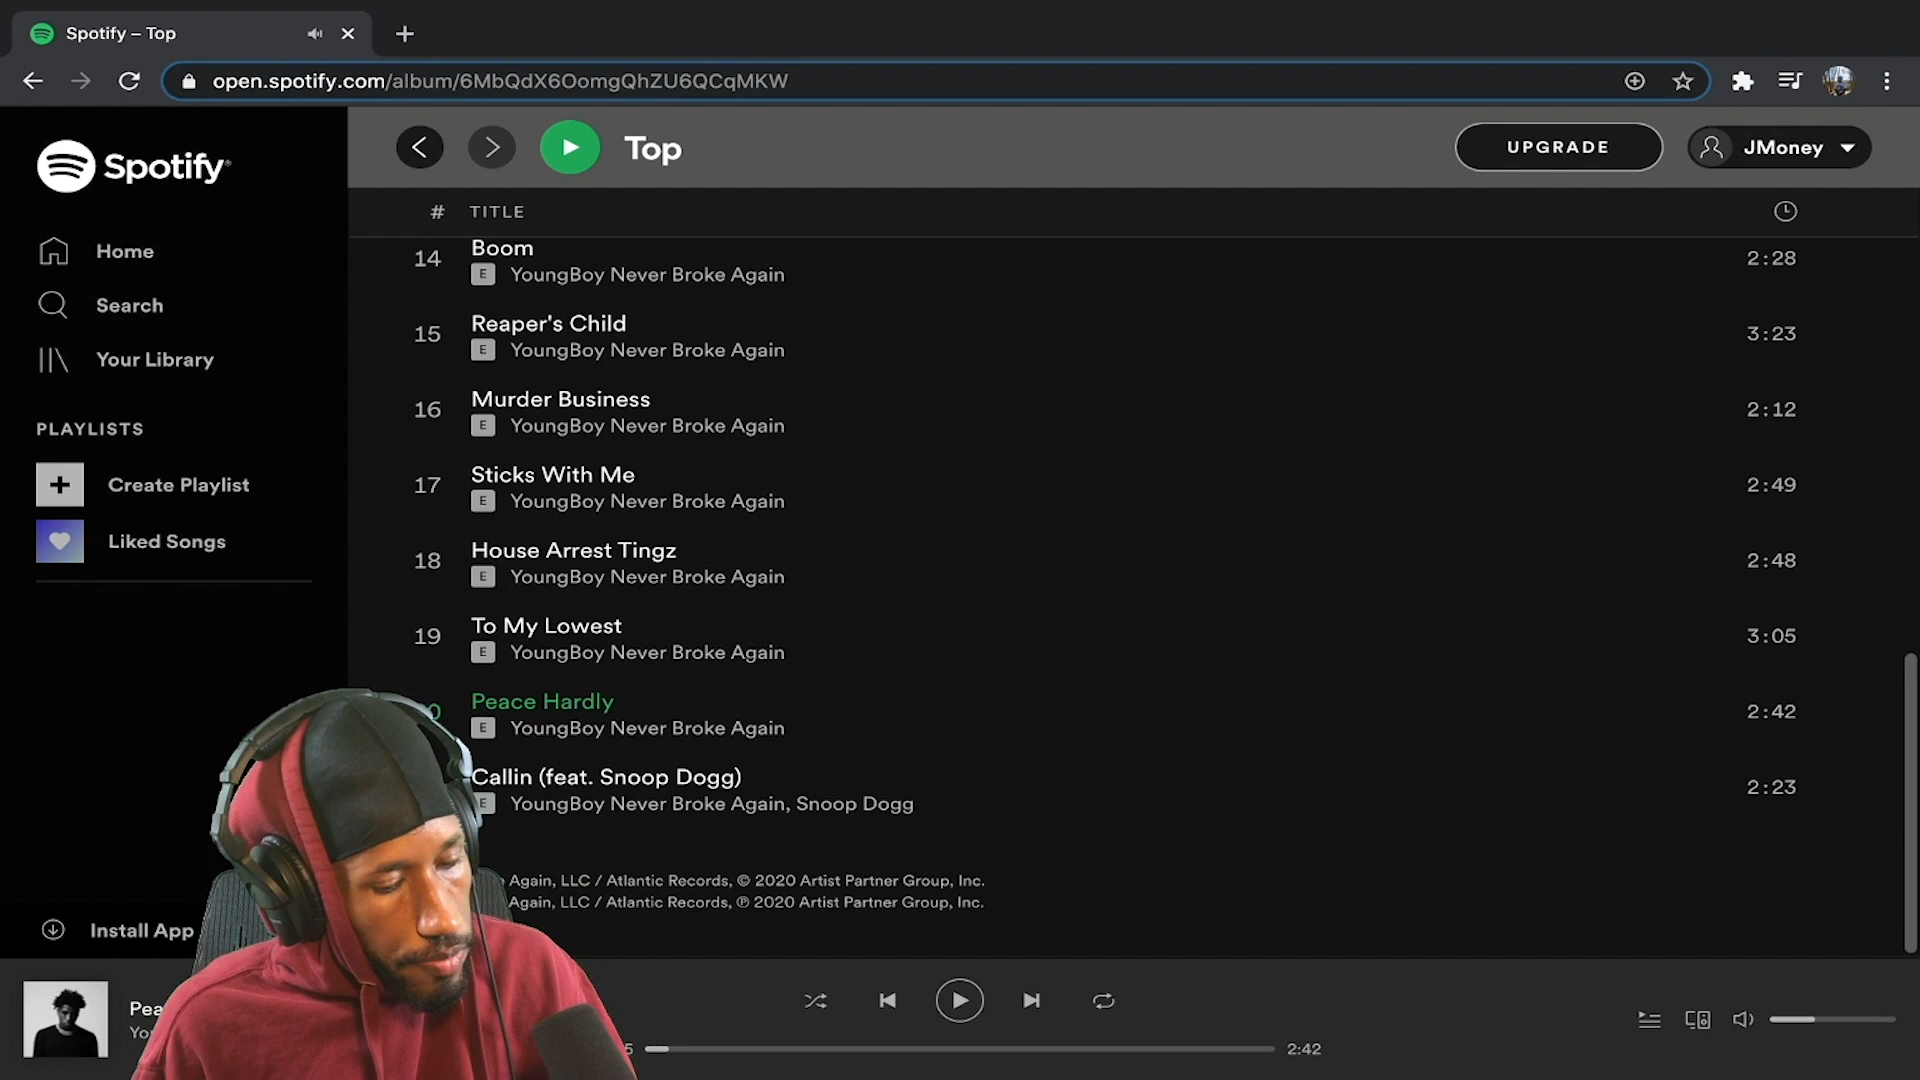 Spotify – Top
open.spotify.com/album/6MbQdX6OomgQhZU6QCqMKW
Spotify
Top
UPGRADE
JMoney
Home
Search
Your Library
PLAYLISTS
Create Playlist
Liked Songs
Install App
# TITLE
14 Boom 2:28
E YoungBoy Never Broke Again
15 Reaper's Child 3:23
E YoungBoy Never Broke Again
16 Murder Business 2:12
E YoungBoy Never Broke Again
17 Sticks With Me 2:49
E YoungBoy Never Broke Again
18 House Arrest Tingz 2:48
E YoungBoy Never Broke Again
19 To My Lowest 3:05
E YoungBoy Never Broke Again
Peace Hardly 2:42
E YoungBoy Never Broke Again
Callin (feat. Snoop Dogg) 2:23
E YoungBoy Never Broke Again, Snoop Dogg
Again, LLC / Atlantic Records, © 2020 Artist Partner Group, Inc.
Again, LLC / Atlantic Records, ℗ 2020 Artist Partner Group, Inc.
2:42